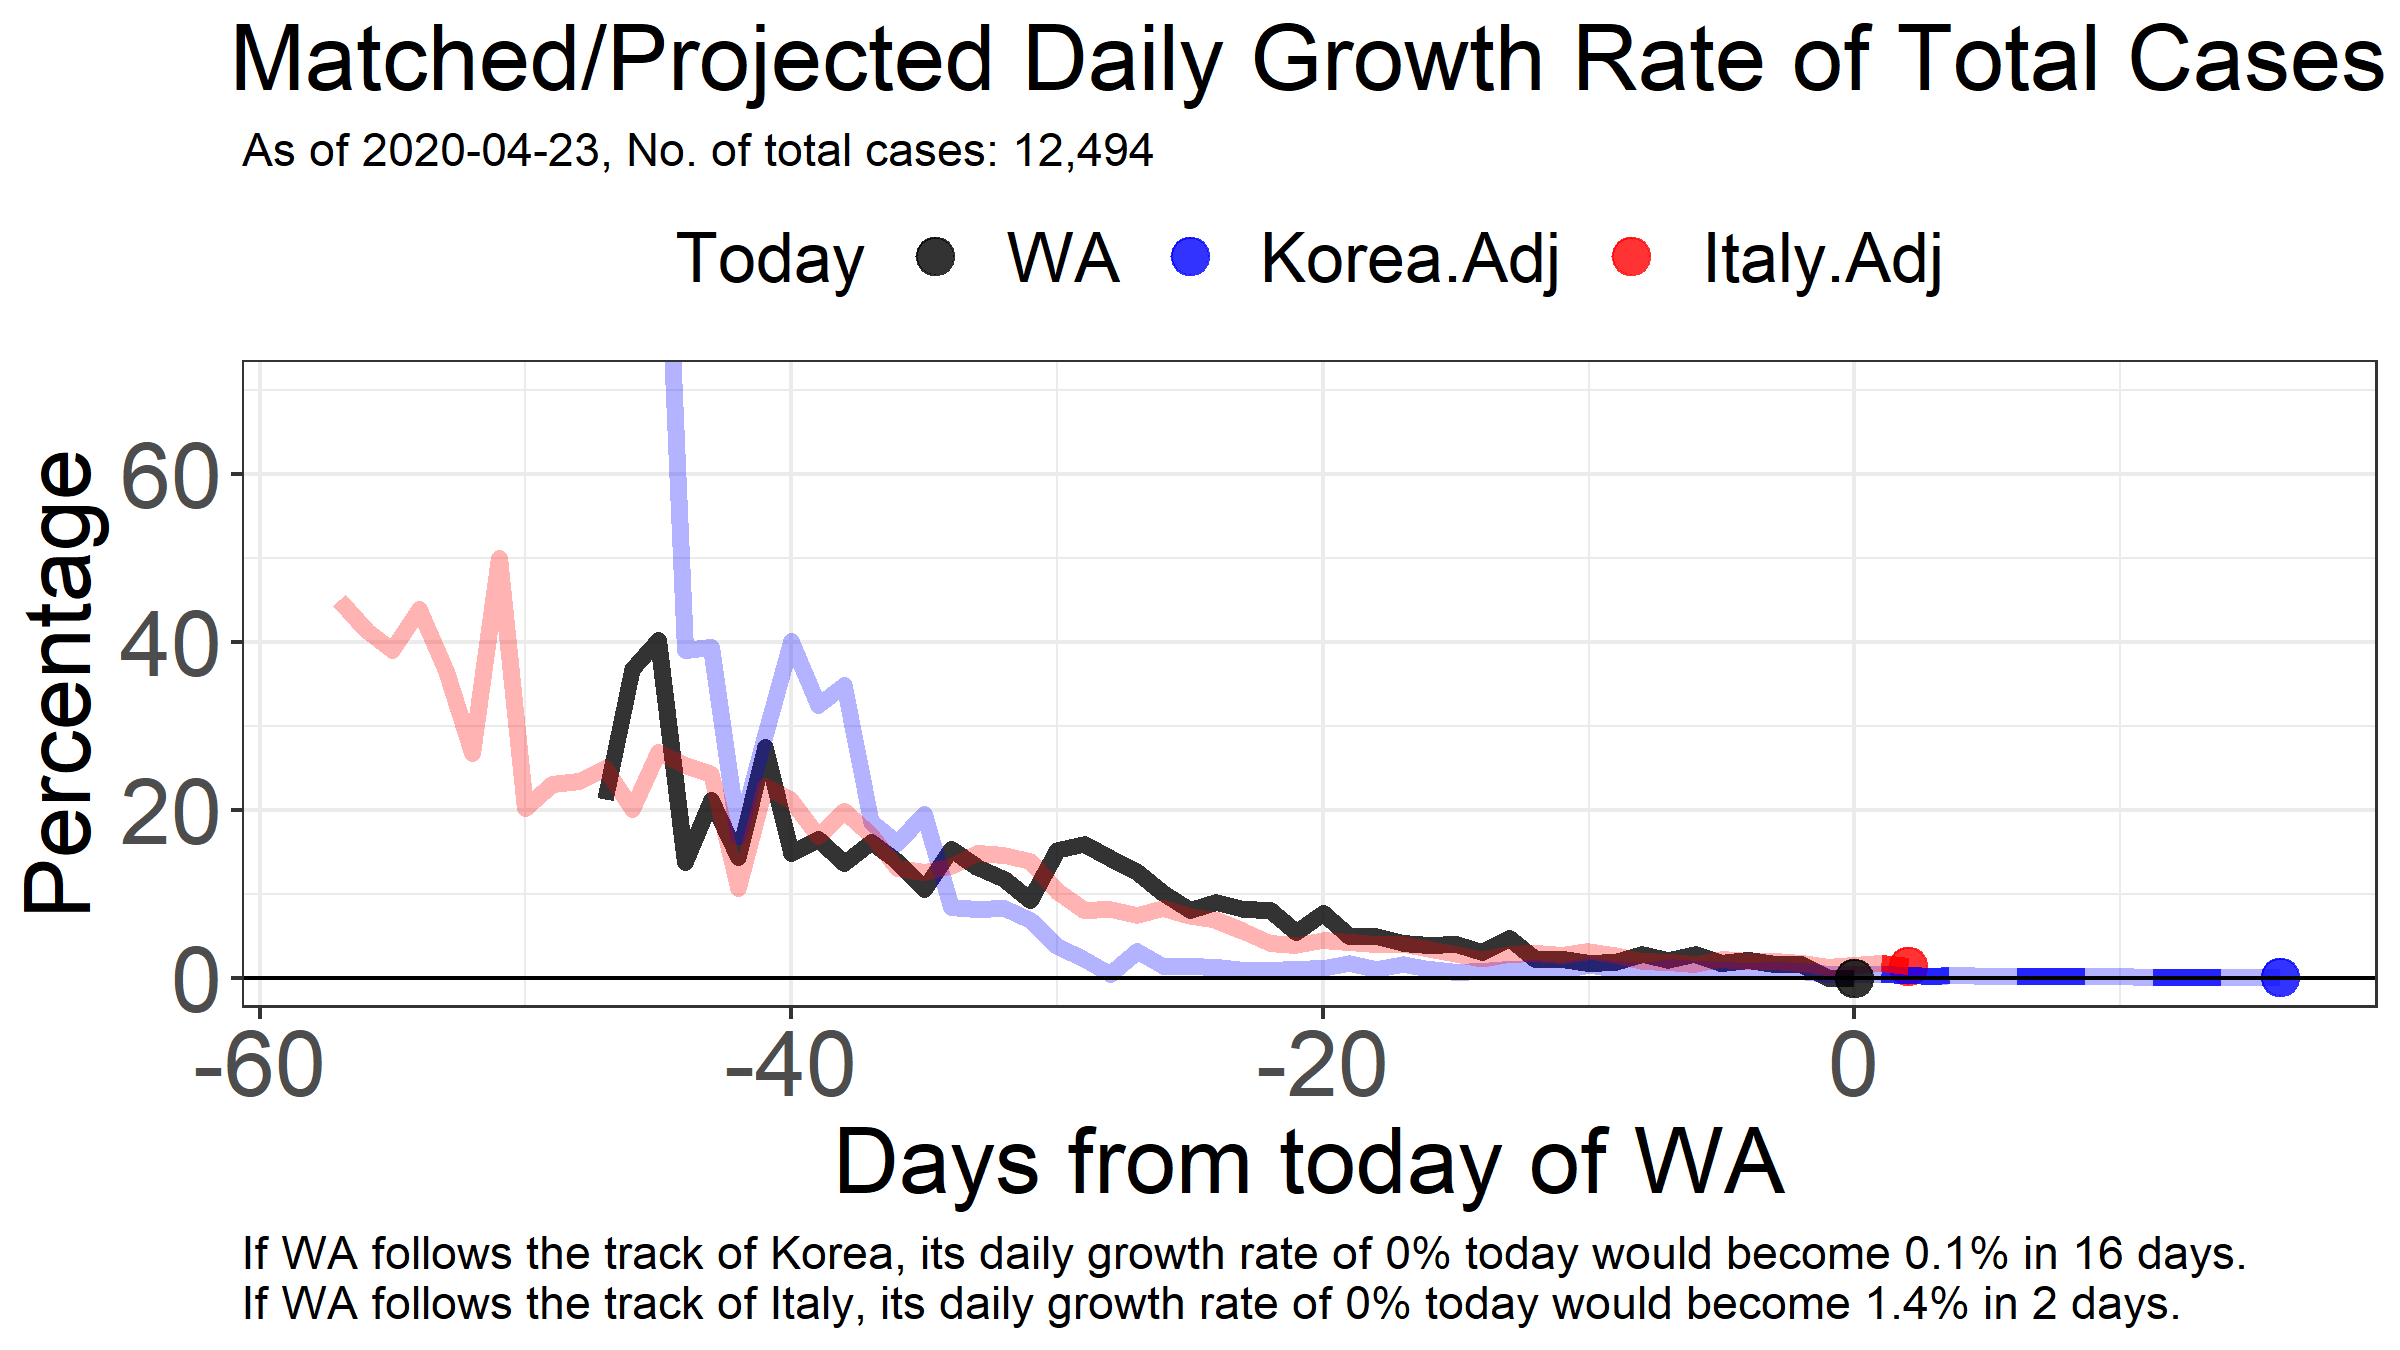 Matched/Projected Daily Growth Rate of Total Cases
As of 2020-04-23, No. of total cases: 12,494
Today WA Korea.Adj Italy.Adj
Percentage
60
40
20
0
-60 -40 -20 0
Days from today of WA
If WA follows the track of Korea, its daily growth rate of 0% today would become 0.1% in 16 days.
If WA follows the track of Italy, its daily growth rate of 0% today would become 1.4% in 2 days.